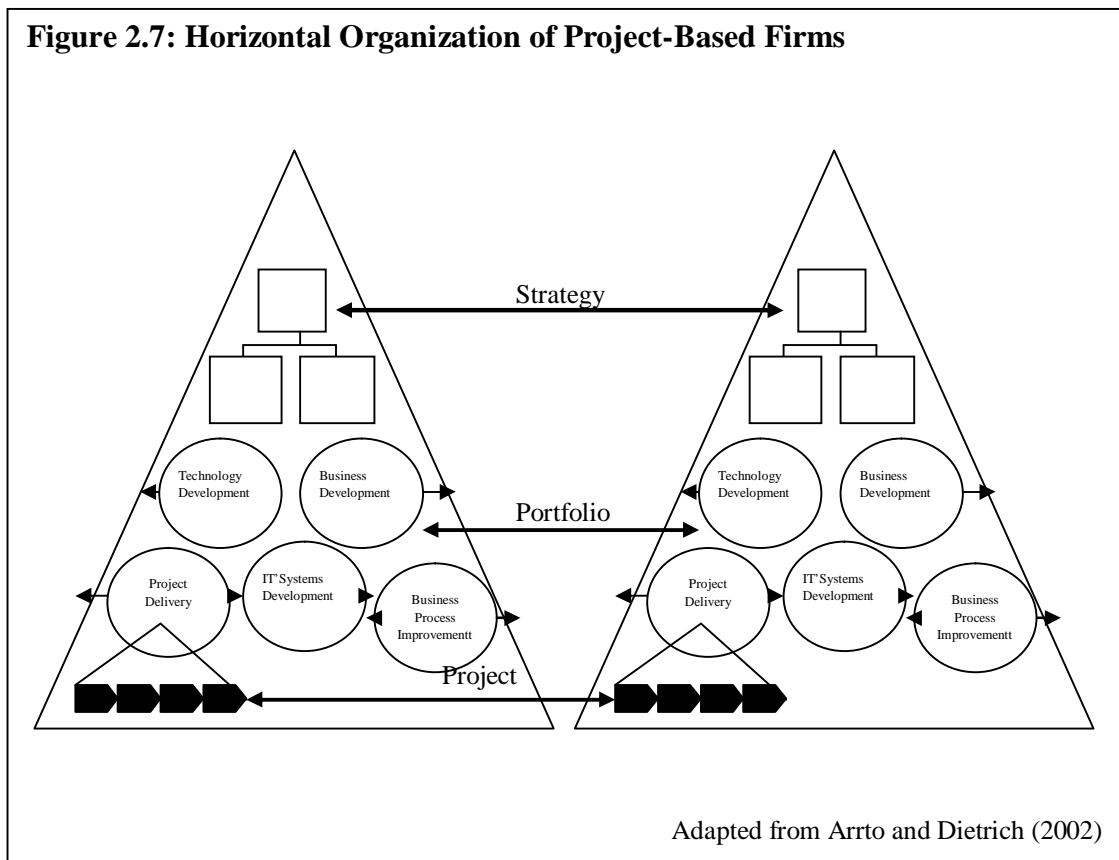 Figure 2.7: Horizontal Organization of Project-Based Firms
Strategy
Technology
Development
Business
Development
Technology
Development
Business
Development
Portfolio
Project
Delivery
IT'Systems
Development
Business
Process
Improvementt
Project
Delivery
IT'Systems
Development
Business
Process
Improvementt
Project
Adapted from Arrto and Dietrich (2002)